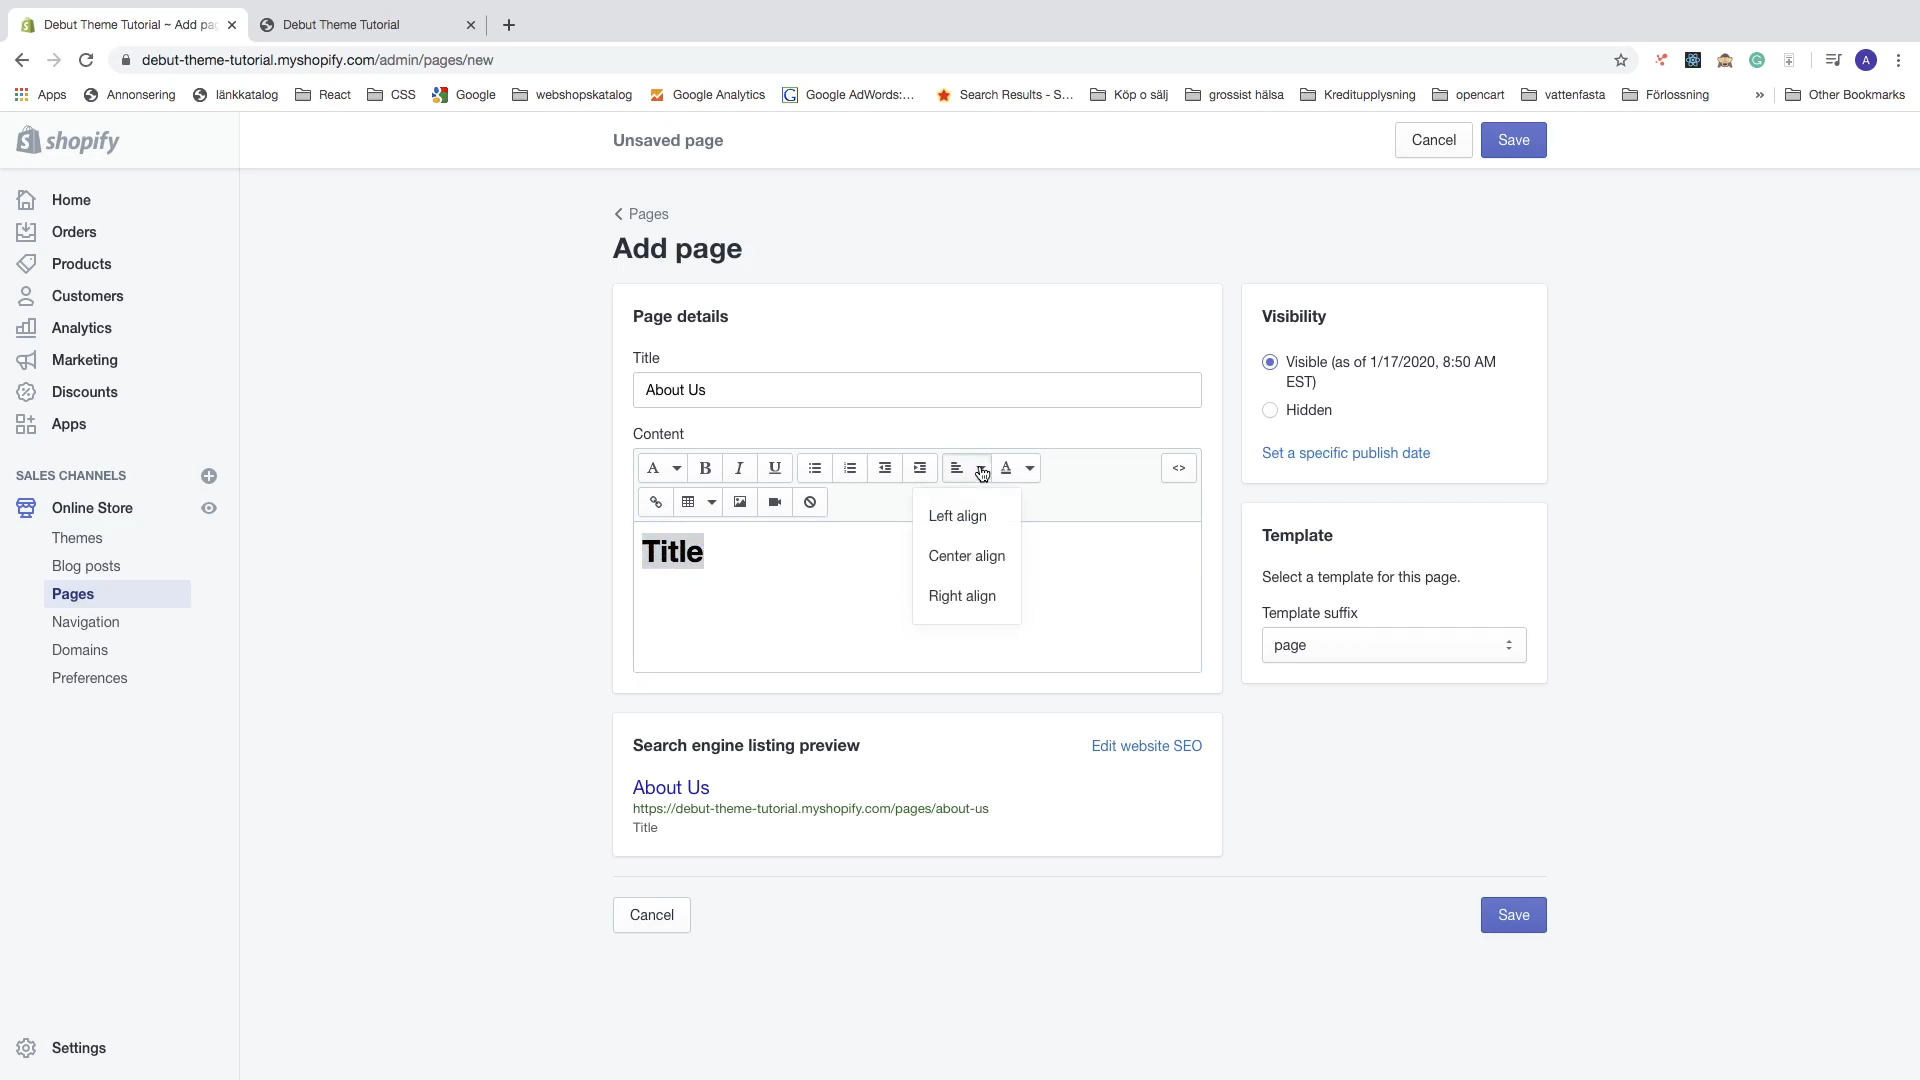 Debut Theme Tutorial ~ Add pa
Debut Theme Tutorial
debut-theme-tutorial.myshopify.com/admin/pages/new
A
Apps
Annonsering
länkkatalog
React
CSS
Google
webshopskatalog
Google Analytics
Google AdWords:...
Search Results - S...
Köp o sälj
grossist hälsa
Kreditupplysning
opencart
vattenfasta
Förlossning
»
Other Bookmarks
shopify
Unsaved page
Cancel
Save
Home
Orders
Products
Customers
Analytics
Marketing
Discounts
Apps
SALES CHANNELS
Online Store
Themes
Blog posts
Pages
Navigation
Domains
Preferences
Settings
Pages
Add page
Page details
Title
About Us
Content
A
B
I
U
A
<>
Left align
Center align
Right align
Title
Visibility
Visible (as of 1/17/2020, 8:50 AM
EST)
Hidden
Set a specific publish date
Template
Select a template for this page.
Template suffix
page
Search engine listing preview
Edit website SEO
About Us
https://debut-theme-tutorial.myshopify.com/pages/about-us
Title
Cancel
Save